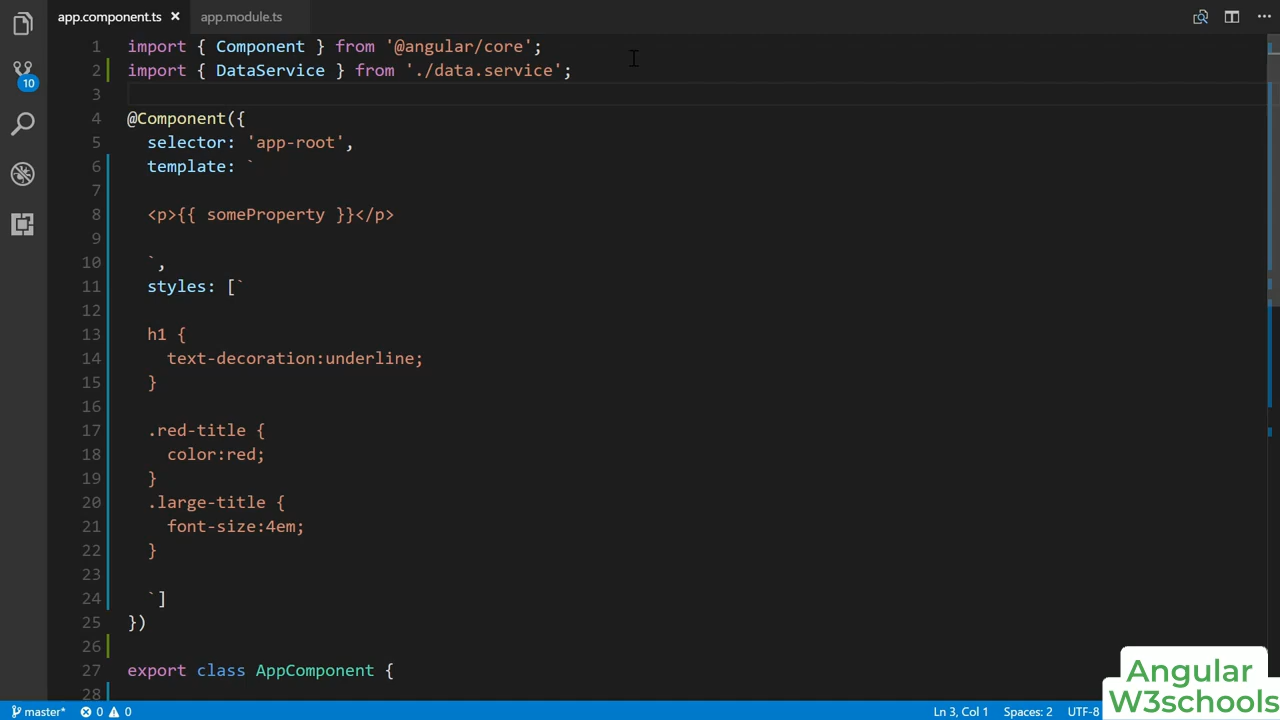 app.component.ts × app.module.ts
10
1 import { Component } from '@angular/core';
2 import { DataService } from './data.service';
3
4 @Component({
5   selector: 'app-root',
6   template: `
7
8   <p>{{ someProperty }}</p>
9
10   `,
11   styles: [`
12
13   h1 {
14     text-decoration:underline;
15   }
16
17   .red-title {
18     color:red;
19   }
20   .large-title {
21     font-size:4em;
22   }
23
24   `]
25 })
26
27 export class AppComponent {
28
master* 0 0 Ln 3, Col 1 Spaces: 2 UTF-8
Angular
W3schools